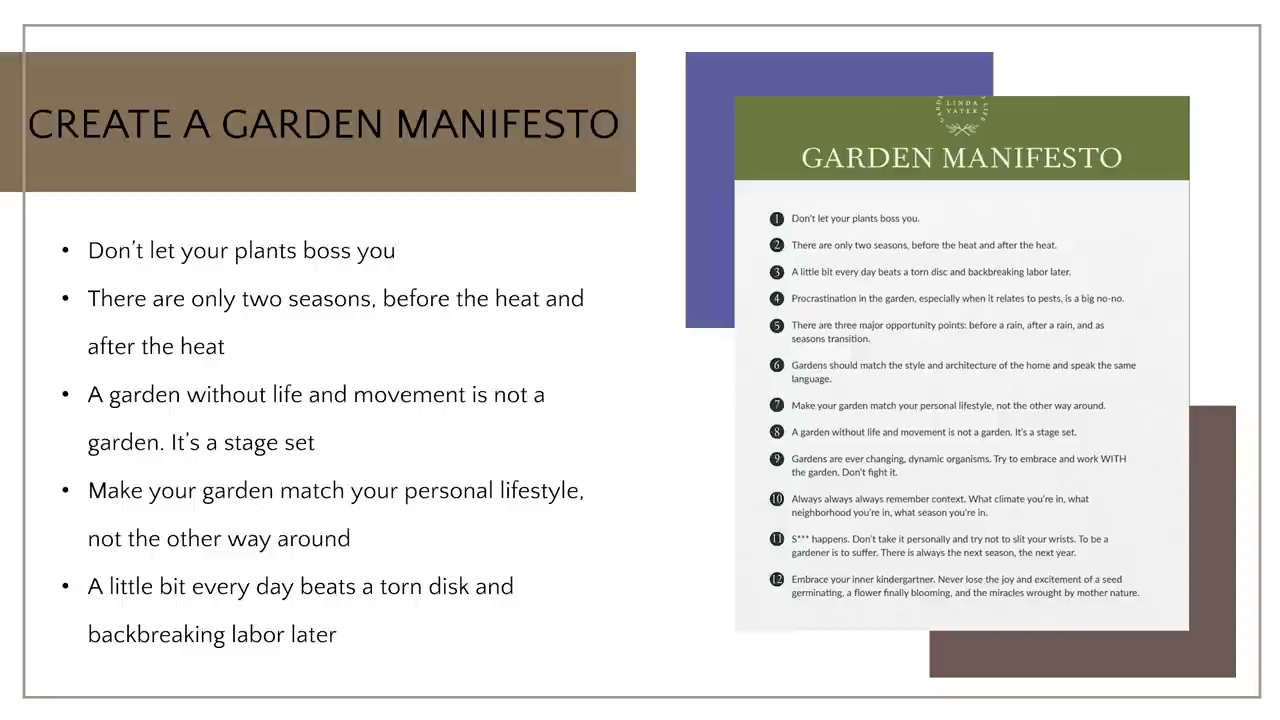 CREATE A GARDEN MANIFESTO
• Don’t let your plants boss you
• There are only two seasons, before the heat and
after the heat
• A garden without life and movement is not a
garden. It’s a stage set
• Make your garden match your personal lifestyle,
not the other way around
• A little bit every day beats a torn disk and
backbreaking labor later
LINDA
VATER
GARDEN MANIFESTO
1 Don't let your plants boss you.
2 There are only two seasons, before the heat and after the heat.
3 A little bit every day beats a torn disc and backbreaking labor later.
4 Procrastination in the garden, especially when it relates to pests, is a big no-no.
5 There are three major opportunity points: before a rain, after a rain, and as
seasons transition.
6 Gardens should match the style and architecture of the home and speak the same
language.
7 Make your garden match your personal lifestyle, not the other way around.
8 A garden without life and movement is not a garden. It's a stage set.
9 Gardens are ever changing, dynamic organisms. Try to embrace and work WITH
the garden. Don't fight it.
10 Always always always remember context. What climate you're in, what
neighborhood you're in, what season you're in.
11 S*** happens. Don't take it personally and try not to slit your wrists. To be a
gardener is to suffer. There is always the next season, the next year.
12 Embrace your inner kindergartner. Never lose the joy and excitement of a seed
germinating, a flower finally blooming, and the miracles wrought by mother nature.